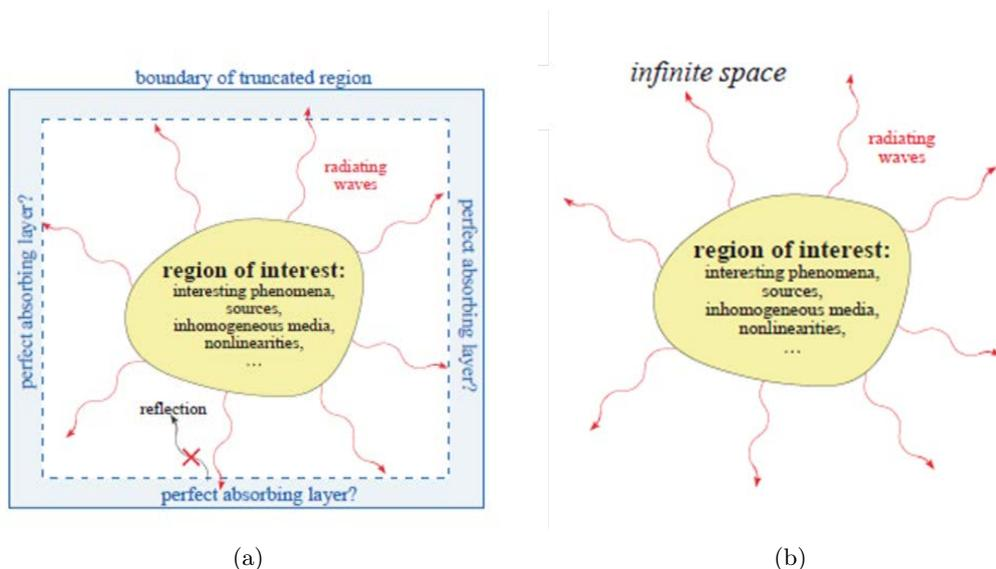 boundary of truncated region
perfect absorbing layer?
radiating
waves
perfect absorbing layer?
region of interest:
interesting phenomena,
sources,
inhomogeneous media,
nonlinearities,
...
reflection
perfect absorbing layer?
(a)
infinite space
radiating
waves
region of interest:
interesting phenomena,
sources,
inhomogeneous media,
nonlinearities,
...
(b)